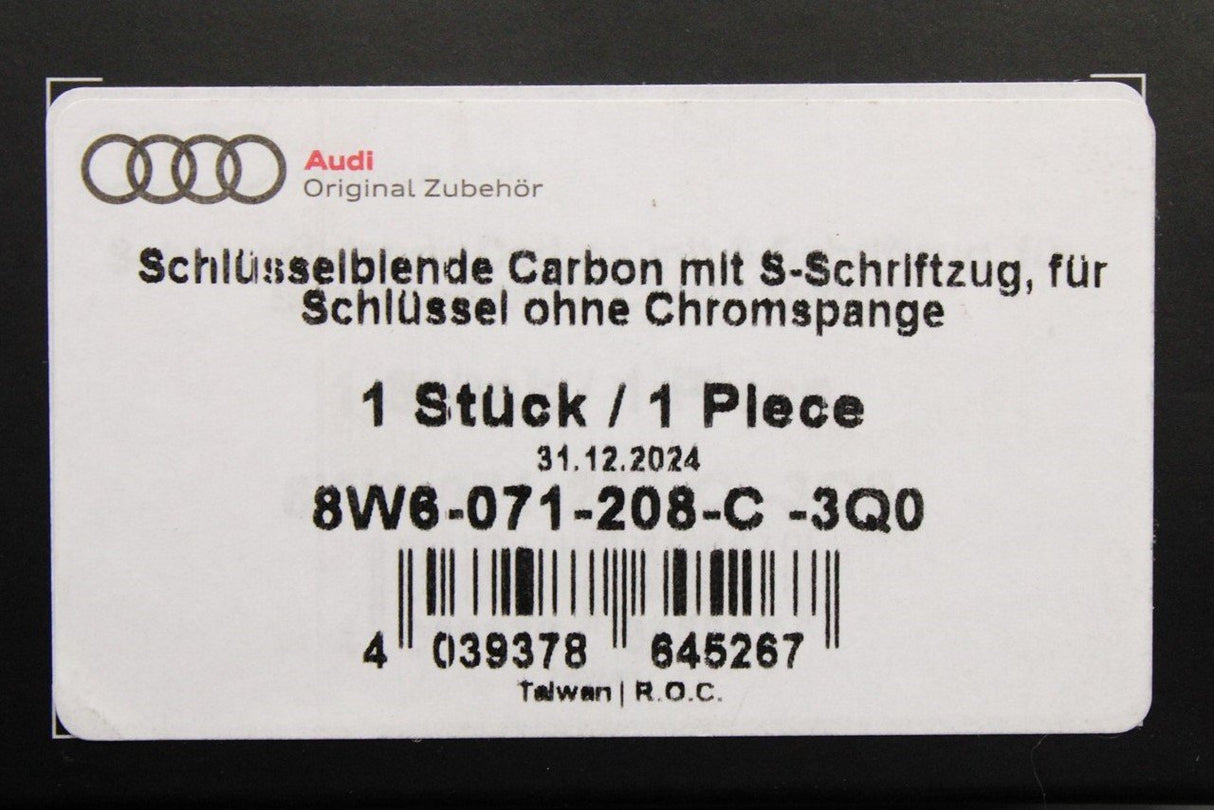 Audi
Original Zubehör
Schlüsselblende Carbon mit S-Schriftzug, für
Schlüssel ohne Chromspange
1 Stück / 1 Piece
31.12.2024
8W6-071-208-C -3Q0
4 039378 645267
Taiwan | R.O.C.